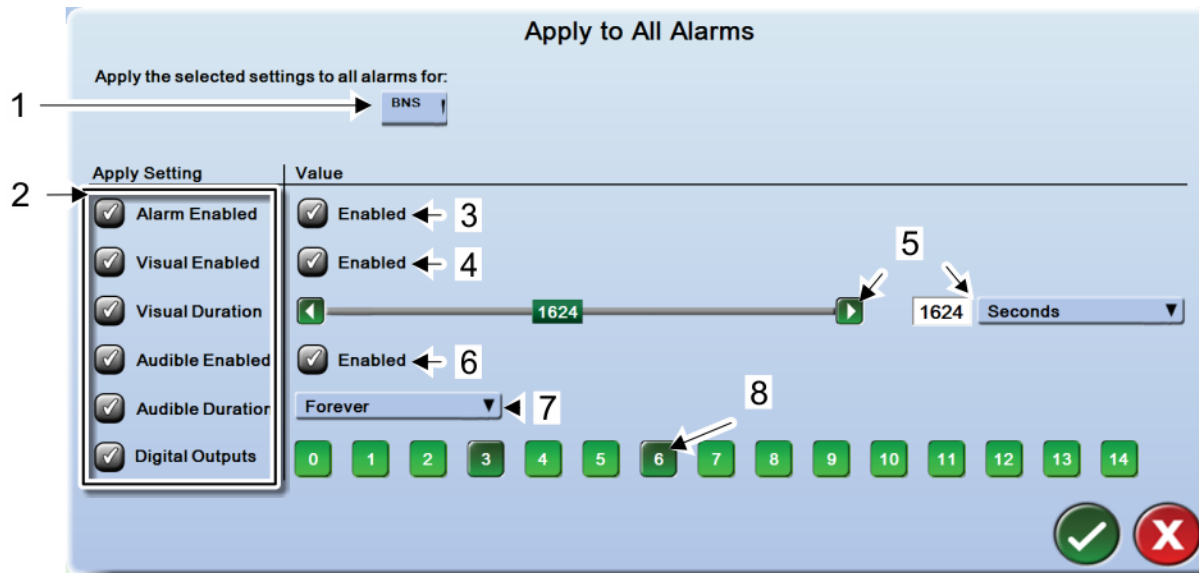 Apply to All Alarms
Apply the selected settings to all alarms for:
1
BNS
Apply Setting Value
2
Alarm Enabled Enabled 3
Visual Enabled Enabled 4
5
Visual Duration 1624 1624 Seconds
Audible Enabled Enabled 6
8
Audible Duration Forever 7
Digital Outputs 0 1 2 3 4 5 6 7 8 9 10 11 12 13 14